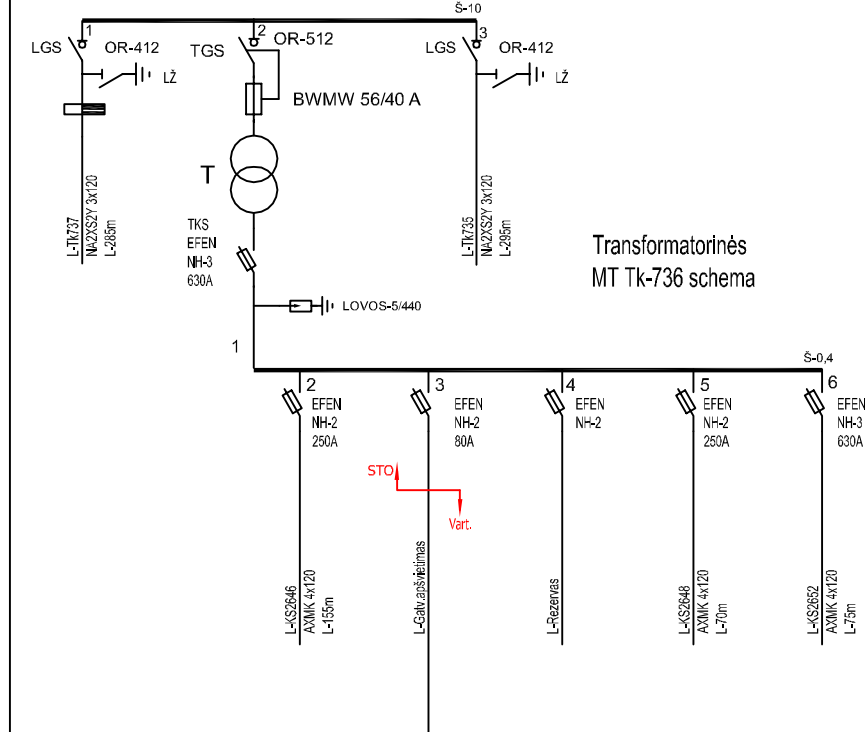 Š-10
1
LGS
OR-412
LŽ
2
OR-512
TGS
BWMW 56/40 A
3
LGS
OR-412
LŽ
T
L-Tk737
NA2XS2Y 3x120
L-285m
L-Tk735
NA2XS2Y 3x120
L-295m
TKS
EFEN
NH-3
630A
Transformatorinės
MT Tk-736 schema
LOVOS-5/440
1
Š-0,4
2
EFEN
NH-2
250A
3
EFEN
NH-2
80A
4
EFEN
NH-2
5
EFEN
NH-2
250A
6
EFEN
NH-3
630A
STO
Vart.
L-KS2646
AXMK 4x120
L-155m
L-Gatv.apšvietimas
L-Rezervas
L-KS2648
AXMK 4x120
L-70m
L-KS2652
AXMK 4x120
L-75m